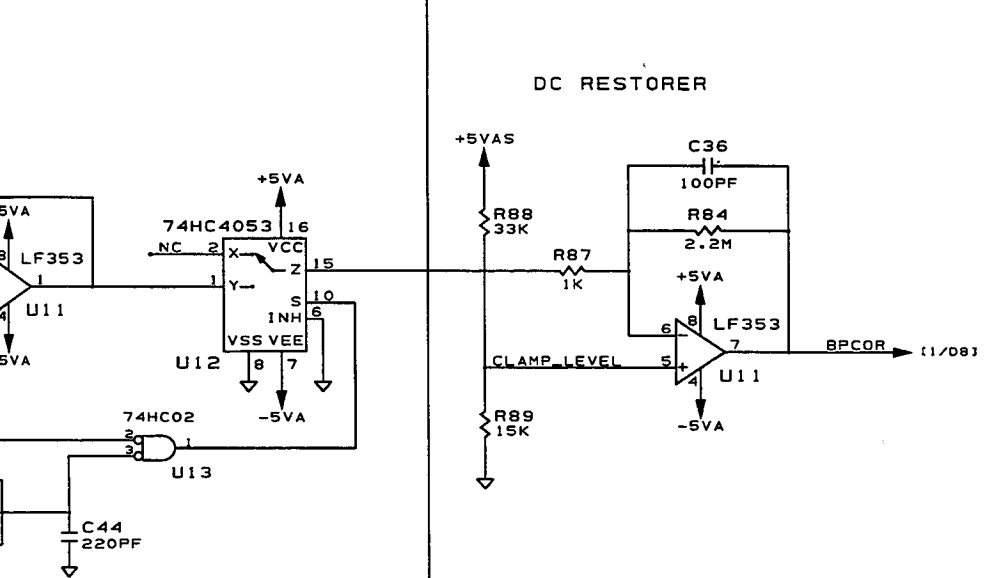 DC RESTORER
+5VAS
C36
100PF
+5VA
R88
33K
R84
2.2M
5VA
74HC4053
16
VCC
NC
2
X
8
LF353
Z
15
R87
1K
+5VA
1
1
Y
S
10
U11
INH
6
8
LF353
4
6
-
7
BPCOR
[1/D8]
5VA
VSS
VEE
U12
8
7
CLAMP_LEVEL
5
+
U11
4
-5VA
74HC02
R89
15K
-5VA
2
3
1
U13
C44
220PF